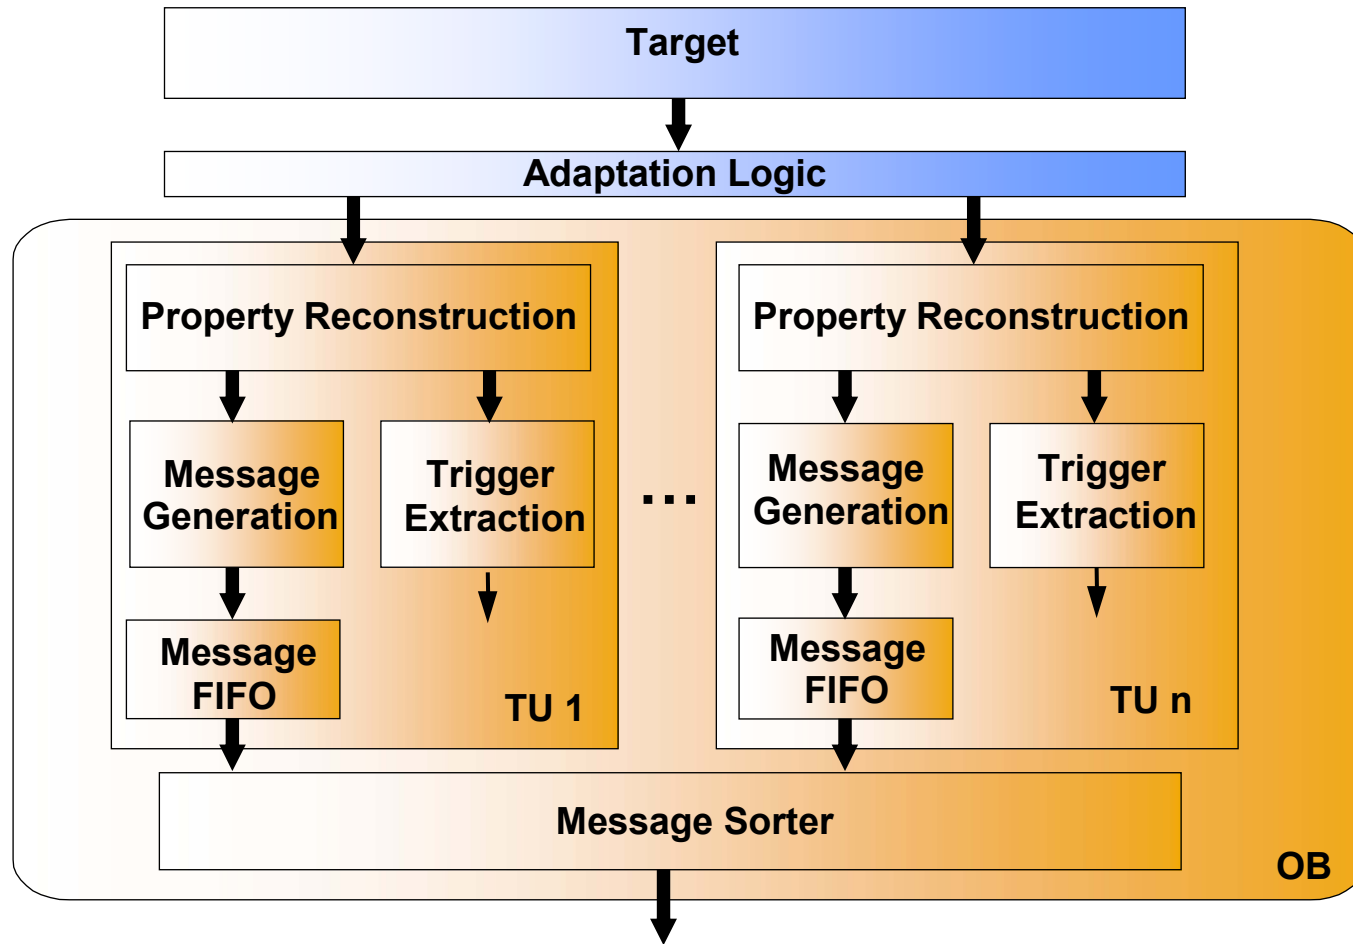 Target
Adaptation Logic
Property Reconstruction
Message
Generation
Trigger
Extraction
Message
FIFO
TU 1
...
Property Reconstruction
Message
Generation
Trigger
Extraction
Message
FIFO
TU n
Message Sorter
OB